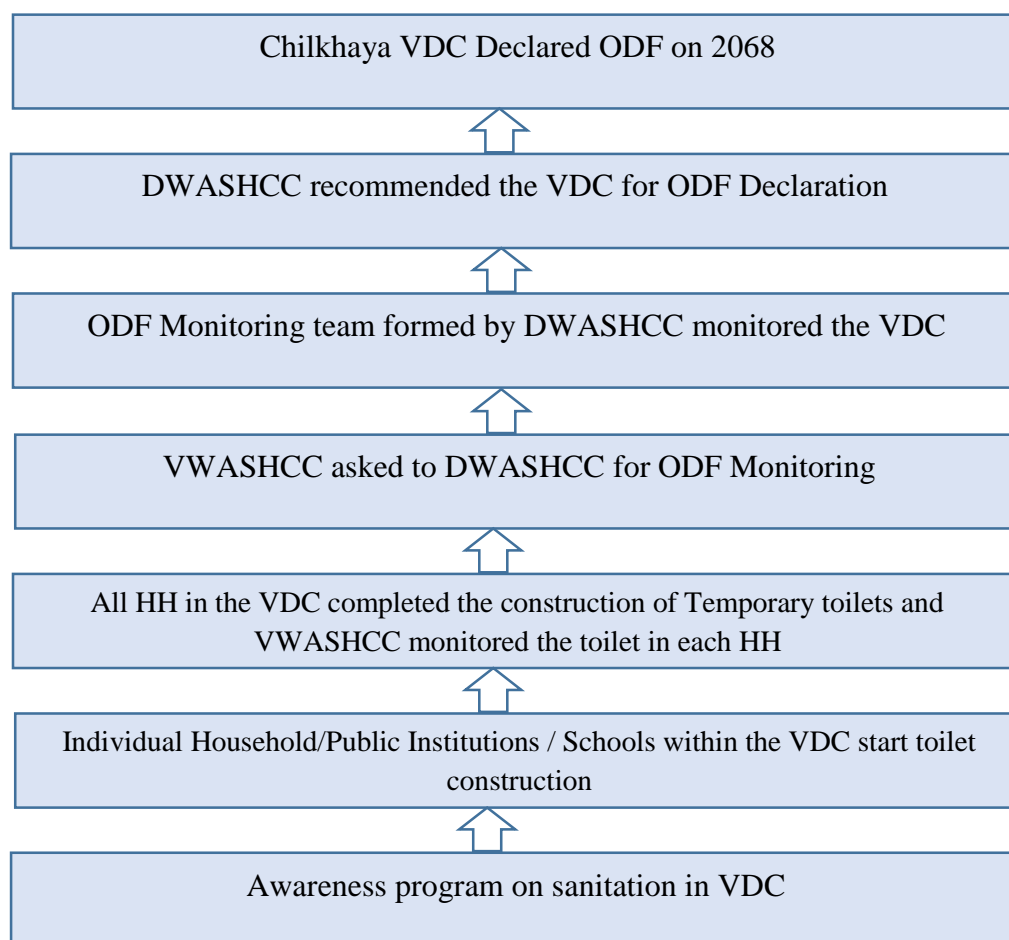 Chilkhaya VDC Declared ODF on 2068
DWASHCC recommended the VDC for ODF Declaration
ODF Monitoring team formed by DWASHCC monitored the VDC
VWASHCC asked to DWASHCC for ODF Monitoring
All HH in the VDC completed the construction of Temporary toilets and
VWASHCC monitored the toilet in each HH
Individual Household/Public Institutions / Schools within the VDC start toilet
construction
Awareness program on sanitation in VDC